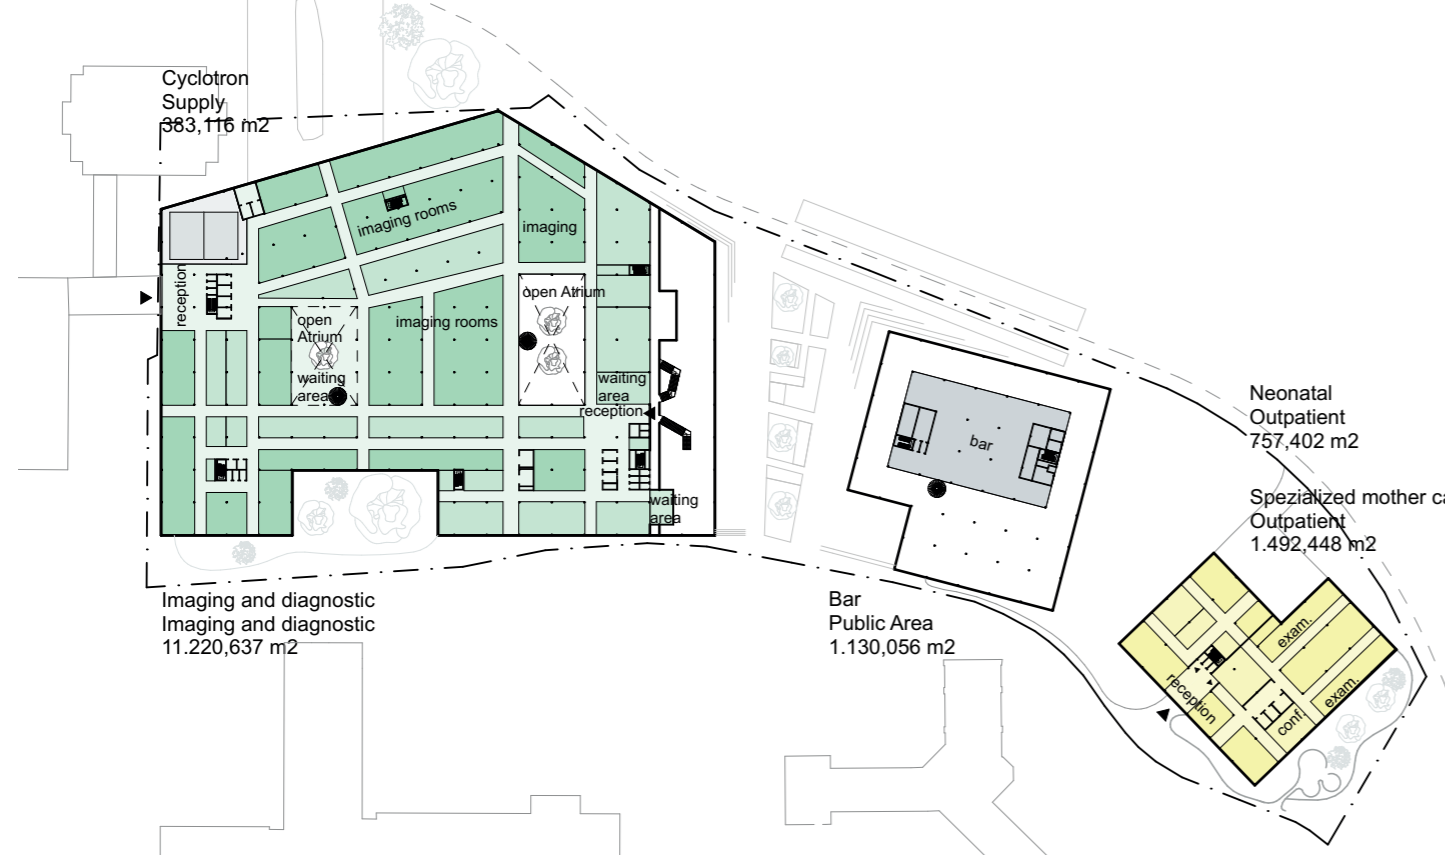 Cyclotron
Supply
383,116 m2
imaging rooms
imaging
reception
open Atrium
open
Atrium
imaging rooms
waiting
area
waiting
area
reception
waiting
area
bar
Neonatal
Outpatient
757,402 m2
Spezialized mother ca
Outpatient
1.492,448 m2
Imaging and diagnostic
Imaging and diagnostic
11.220,637 m2
Bar
Public Area
1.130,056 m2
exam.
exam.
reception
conf.